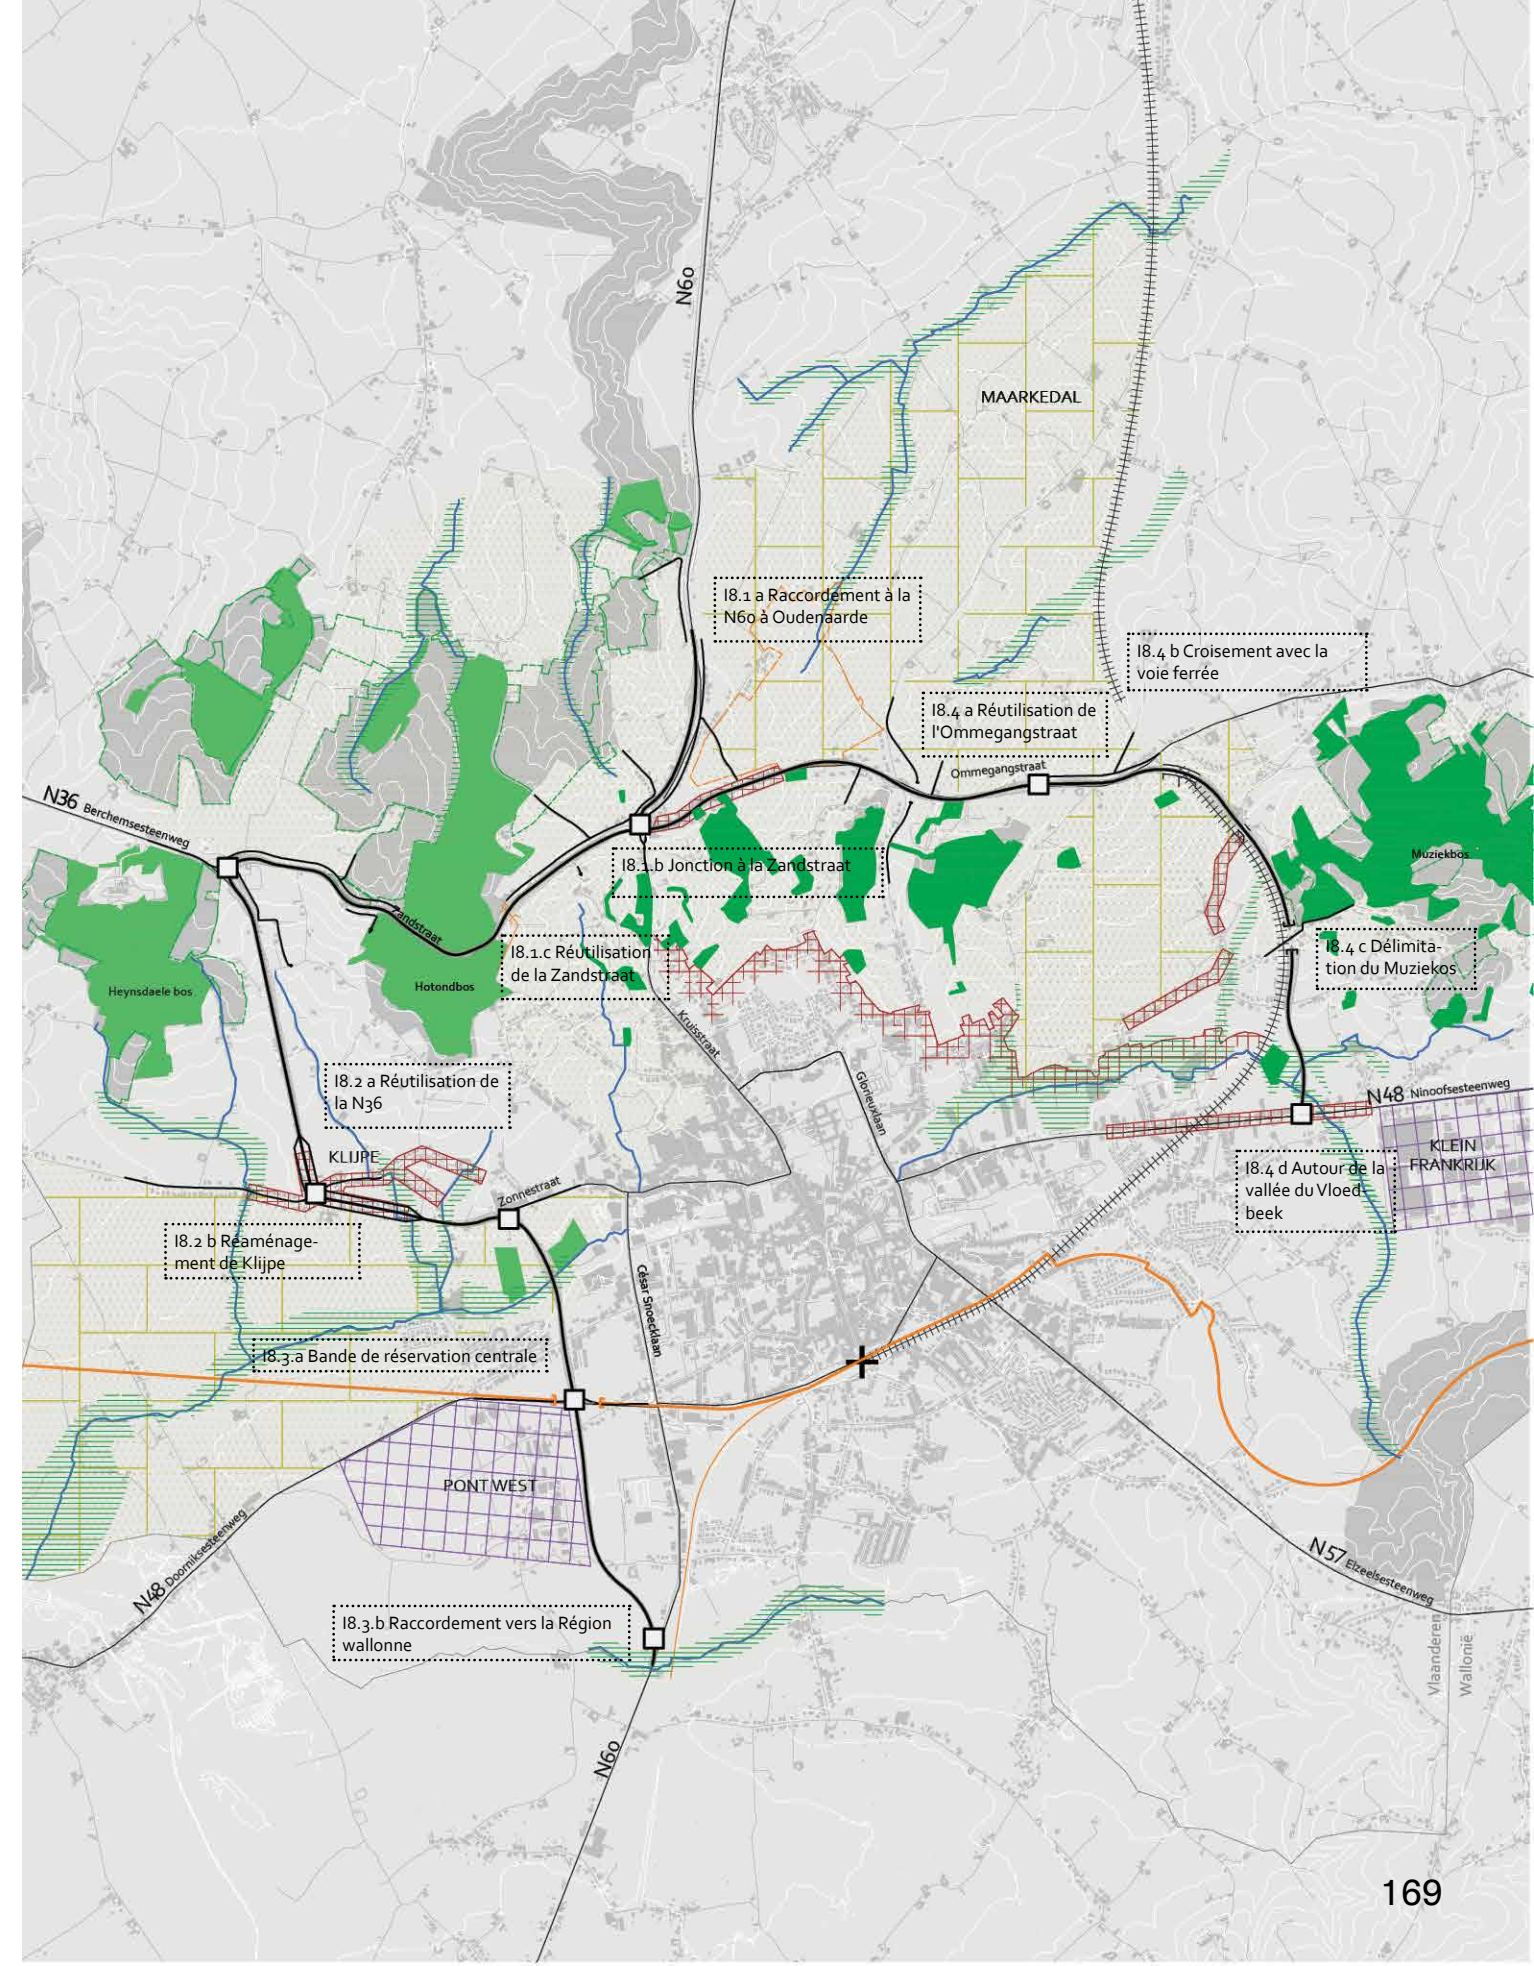 N60
MAARKEDAL
I8.1 a Raccordement à la
N60 à Oudenaarde
I8.4 b Croisement avec la
voie ferrée
I8.4 a Réutilisation de
l'Ommegangstraat
Ommegangstraat
N36 Berchemsesteenweg
I8.1.b Jonction à la Zandstraat
Muziekbos
Zandstraat
I8.1.c Réutilisation
de la Zandstraat
I8.4 c Délimita-
tion du Muziekos
Heynsdaele bos
Hotondbos
Kruisstraat
I8.2 a Réutilisation de
la N36
Glorieuxlaan
N48 Ninoofsesteenweg
KLIJPE
KLEIN
FRANKRIJK
I8.4 d Autour de la
vallée du Vloed-
beek
Zonnestraat
I8.2 b Réaménage-
ment de Klijpe
César Snoecklaan
I8.3.a Bande de réservation centrale
PONT WEST
N48 Doorniksesteenweg
N57 Elzeelsesteenweg
I8.3.b Raccordement vers la Région
wallonne
Vlaanderen
Wallonië
N60
169